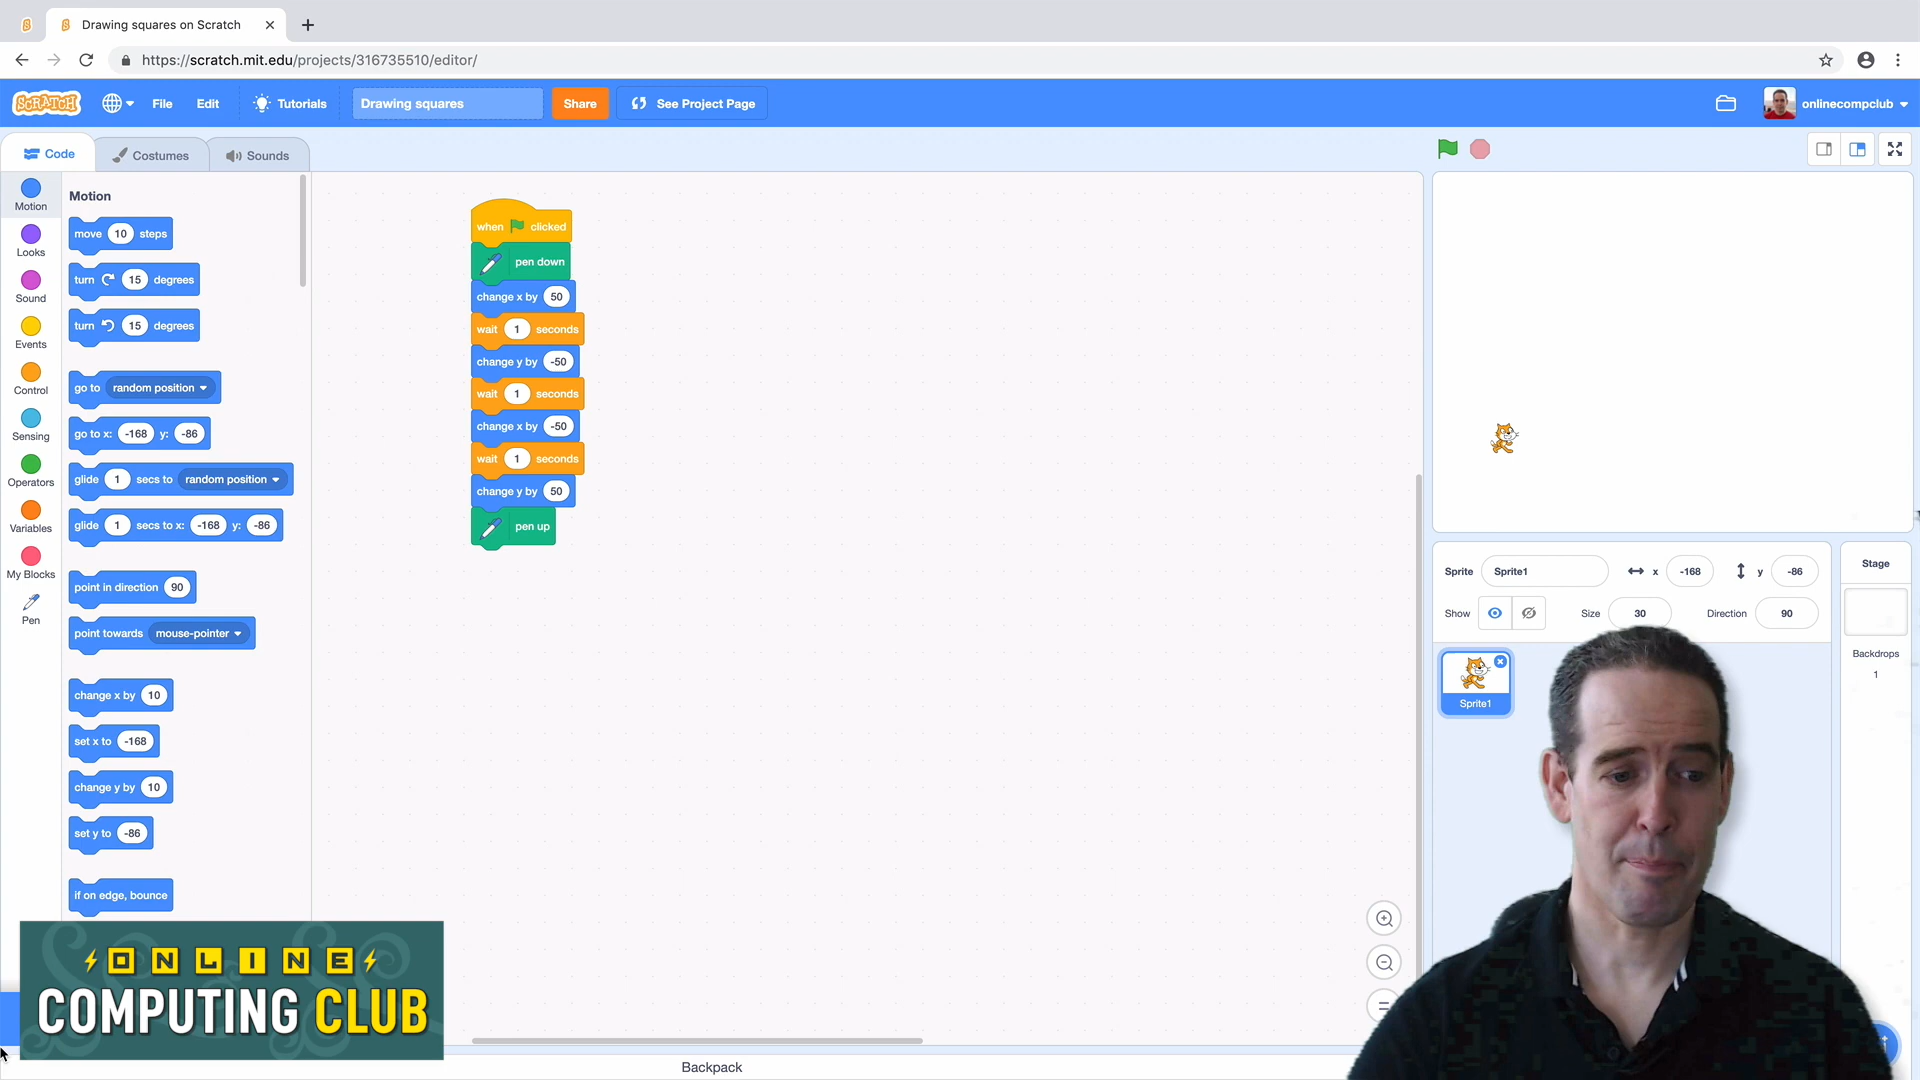 Drawing squares on Scratch
https://scratch.mit.edu/projects/316735510/editor/
SCRATCH File Edit Tutorials Drawing squares Share See Project Page onlinecompclub
Code Costumes Sounds
Motion
Looks
Sound
Events
Control
Sensing
Operators
Variables
My Blocks
Pen
Motion
move 10 steps
turn 15 degrees
turn 15 degrees
go to random position
go to x: -168 y: -86
glide 1 secs to random position
glide 1 secs to x: -168 y: -86
point in direction 90
point towards mouse-pointer
change x by 10
set x to -168
change y by 10
set y to -86
if on edge, bounce
when clicked
pen down
change x by 50
wait 1 seconds
change y by -50
wait 1 seconds
change x by -50
wait 1 seconds
change y by 50
pen up
Sprite Sprite1 x -168 y -86
Show Size 30 Direction 90
Sprite1
Stage
Backdrops
1
ONLINE
COMPUTING CLUB
Backpack